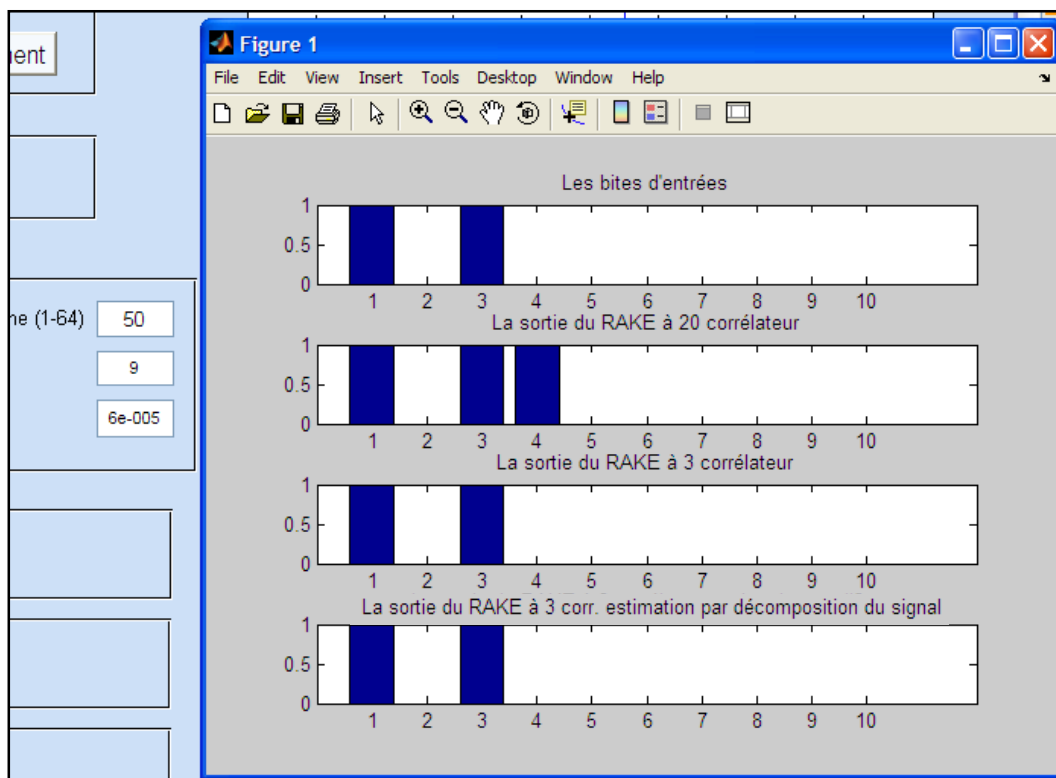 Figure 1
File Edit View Insert Tools Desktop Window Help
Les bites d'entrées
1
0.5
0
1 2 3 4 5 6 7 8 9 10
La sortie du RAKE à 20 corrélateur
1
0.5
0
1 2 3 4 5 6 7 8 9 10
La sortie du RAKE à 3 corrélateur
1
0.5
0
1 2 3 4 5 6 7 8 9 10
La sortie du RAKE à 3 corr. estimation par décomposition du signal
1
0.5
0
1 2 3 4 5 6 7 8 9 10
(1-64) 50
9
6e-005